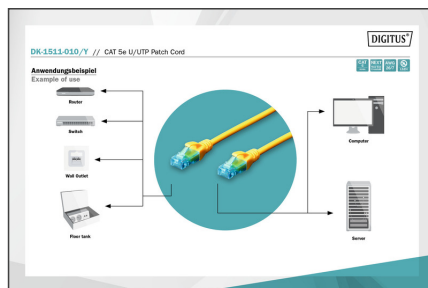 DIGITUS®
DK-1511-010/Y // CAT 5e U/UTP Patch Cord
Anwendungsbeispiel
Example of use
Router
Switch
Wall Outlet
Floor tank
Computer
Server